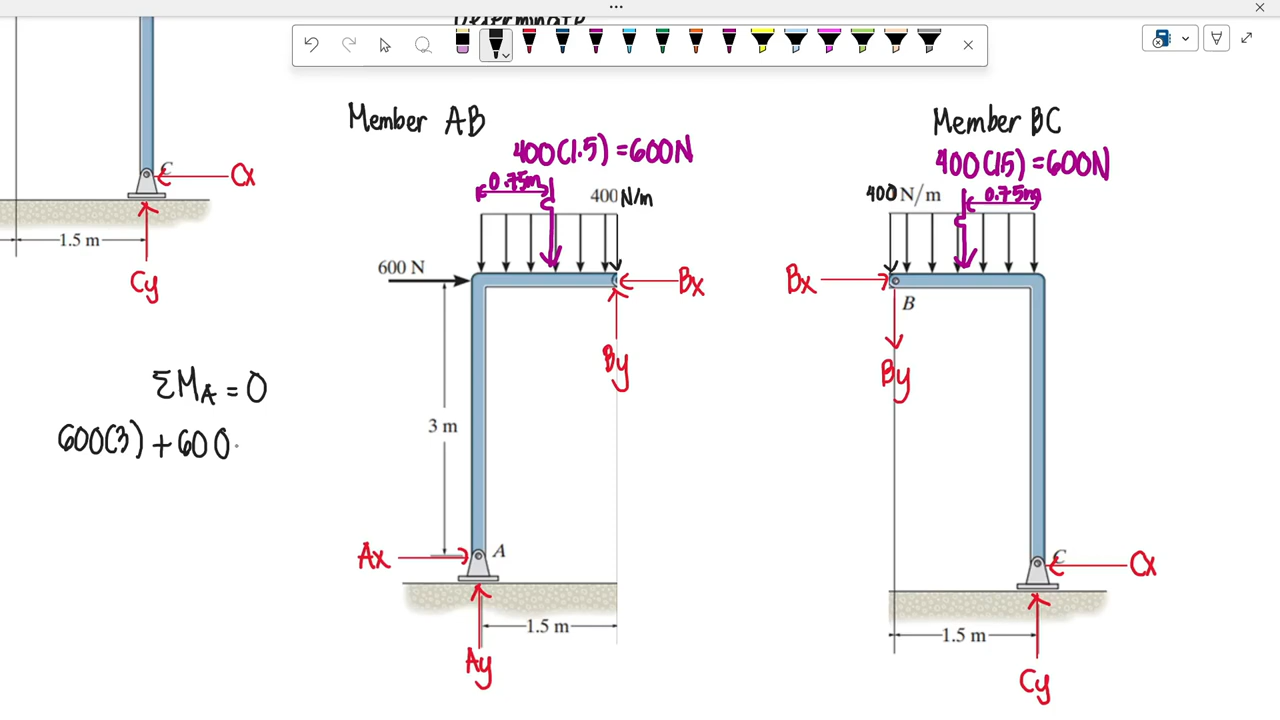 Determinate
Member AB
400(1.5) = 600N
0.75m
400 N/m
600 N
Bx
By
3 m
Ax
A
1.5 m
Ay
Member BC
400(1.5) = 600N
400 N/m
0.75m
Bx
B
By
C
Cx
1.5 m
Cy
C
Cx
1.5 m
Cy
ΣMA = 0
600(3) + 600